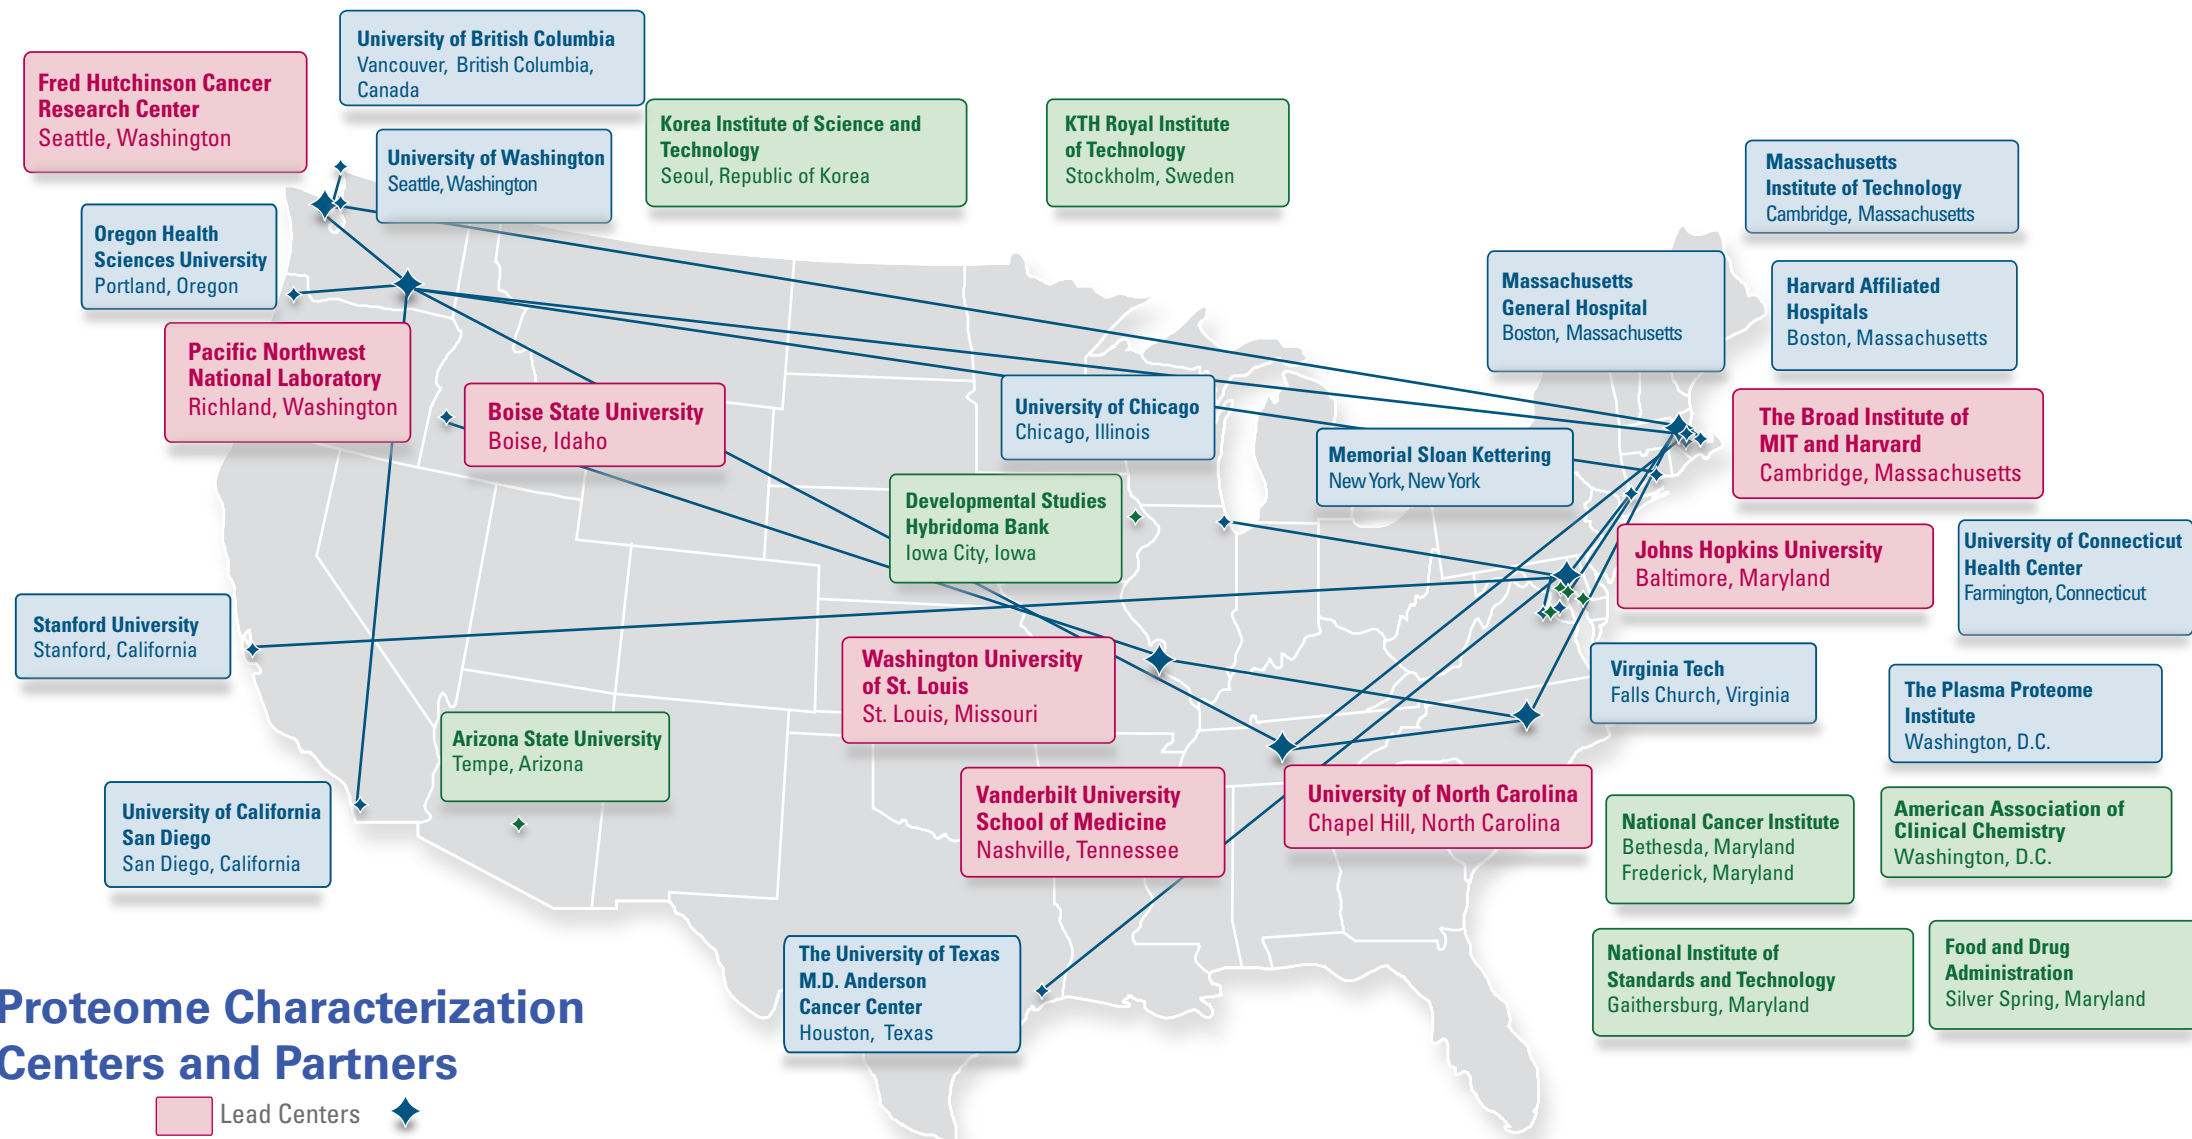 University of British Columbia
Vancouver, British Columbia,
Canada
Fred Hutchinson Cancer
Research Center
Seattle, Washington
University of Washington
Seattle, Washington
Korea Institute of Science and
Technology
Seoul, Republic of Korea
KTH Royal Institute
of Technology
Stockholm, Sweden
Massachusetts
Institute of Technology
Cambridge, Massachusetts
Oregon Health
Sciences University
Portland, Oregon
Massachusetts
General Hospital
Boston, Massachusetts
Harvard Affiliated
Hospitals
Boston, Massachusetts
Pacific Northwest
National Laboratory
Richland, Washington
Boise State University
Boise, Idaho
University of Chicago
Chicago, Illinois
Memorial Sloan Kettering
New York, New York
The Broad Institute of
MIT and Harvard
Cambridge, Massachusetts
Developmental Studies
Hybridoma Bank
Iowa City, Iowa
Johns Hopkins University
Baltimore, Maryland
University of Connecticut
Health Center
Farmington, Connecticut
Stanford University
Stanford, California
Washington University
of St. Louis
St. Louis, Missouri
Virginia Tech
Falls Church, Virginia
The Plasma Proteome
Institute
Washington, D.C.
Arizona State University
Tempe, Arizona
University of California
San Diego
San Diego, California
Vanderbilt University
School of Medicine
Nashville, Tennessee
University of North Carolina
Chapel Hill, North Carolina
National Cancer Institute
Bethesda, Maryland
Frederick, Maryland
American Association of
Clinical Chemistry
Washington, D.C.
The University of Texas
M.D. Anderson
Cancer Center
Houston, Texas
National Institute of
Standards and Technology
Gaithersburg, Maryland
Food and Drug
Administration
Silver Spring, Maryland
Proteome Characterization
Centers and Partners
Lead Centers